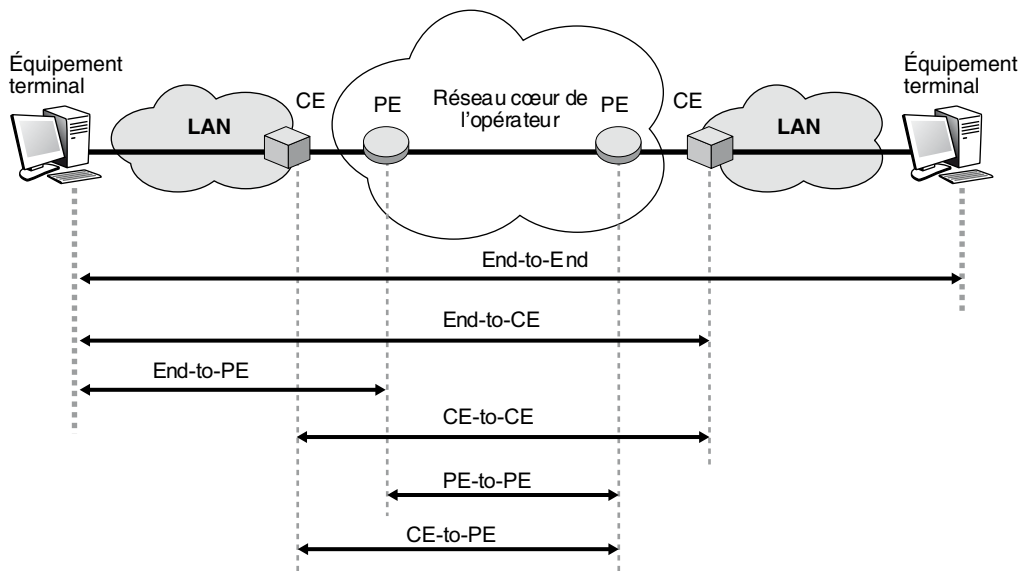 Équipement
terminal
LAN
CE
PE
Réseau cœur de
l'opérateur
PE
CE
LAN
Équipement
terminal
End-to-End
End-to-CE
End-to-PE
CE-to-CE
PE-to-PE
CE-to-PE